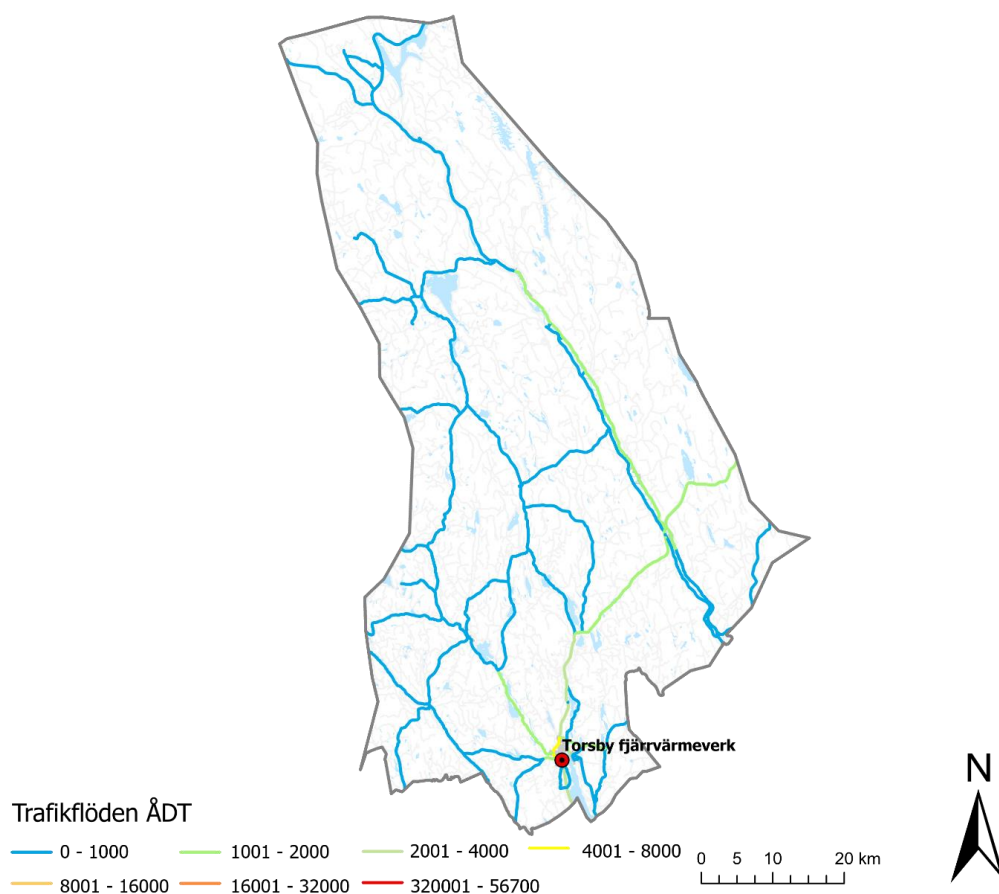 Torsby fjärrvärmeverk
N
Trafikflöden ÅDT
0 - 1000
1001 - 2000
2001 - 4000
4001 - 8000
8001 - 16000
16001 - 32000
320001 - 56700
0 5 10 20 km